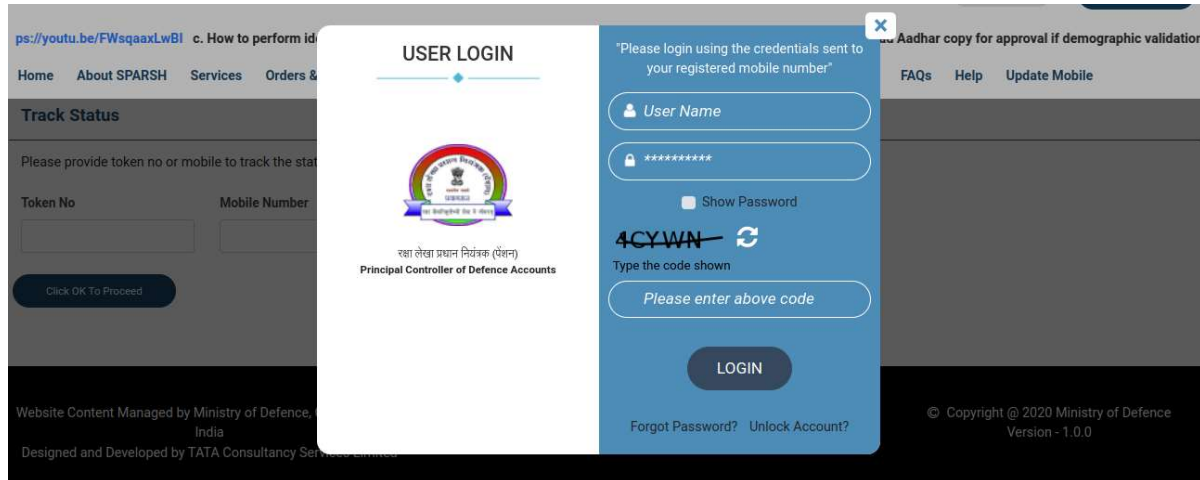 ps://youtu.be/FWsqaaxLwBI c. How to perform id
Aadhar copy for approval if demographic validation
Home About SPARSH Services Orders &
FAQs Help Update Mobile
Track Status
Please provide token no or mobile to track the stat
Token No Mobile Number
Click OK To Proceed
USER LOGIN
रक्षा लेखा प्रधान नियंत्रक (पेंशन)
Principal Controller of Defence Accounts
"Please login using the credentials sent to
your registered mobile number"
User Name
**********
Show Password
4CYWN
Type the code shown
Please enter above code
LOGIN
Forgot Password? Unlock Account?
Website Content Managed by Ministry of Defence,
India
Designed and Developed by TATA Consultancy Services Limited
© Copyright @ 2020 Ministry of Defence
Version - 1.0.0